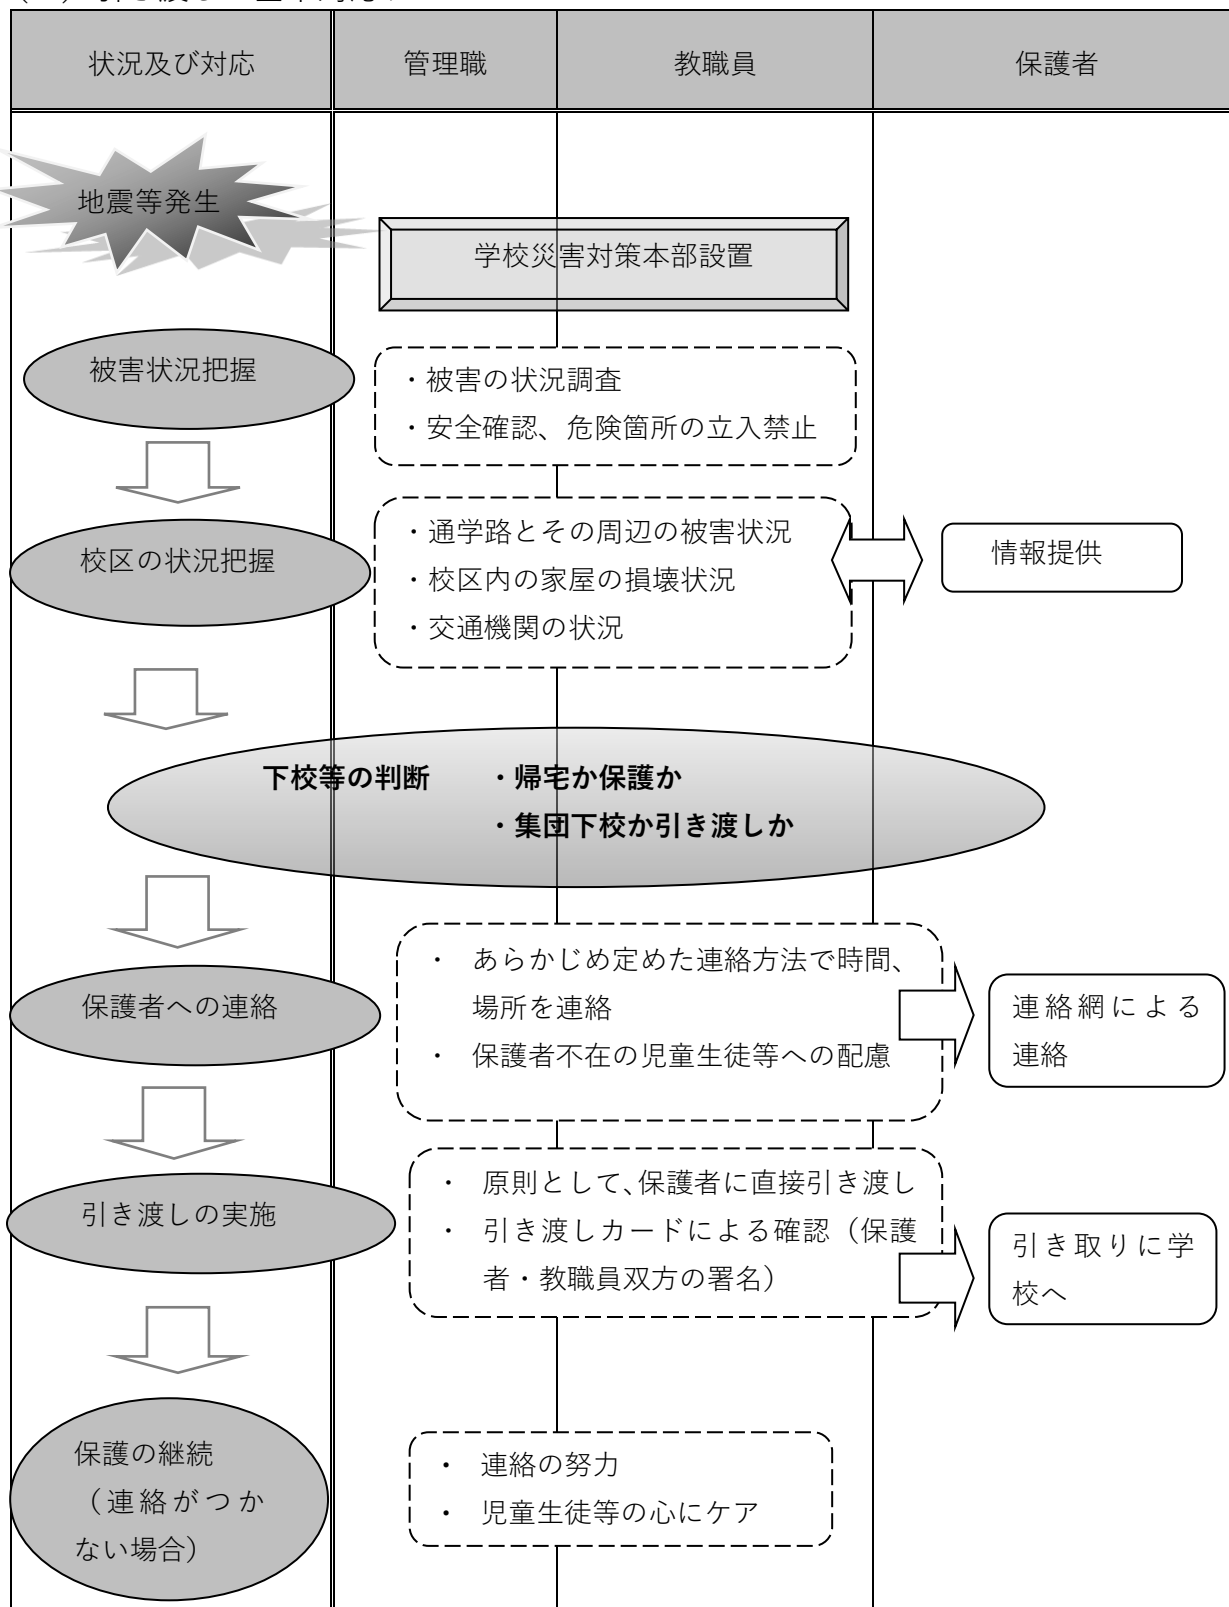 状況及び対応
管理職
教職員
保護者
地震等発生
学校災害対策本部設置
被害状況把握
・被害の状況調査
・安全確認、危険箇所の立入禁止
校区の状況把握
・通学路とその周辺の被害状況
・校区内の家屋の損壊状況
・交通機関の状況
情報提供
下校等の判断　・帰宅か保護か
・集団下校か引き渡しか
保護者への連絡
・　あらかじめ定めた連絡方法で時間、
場所を連絡
・　保護者不在の児童生徒等への配慮
連絡網による
連絡
引き渡しの実施
・　原則として、保護者に直接引き渡し
・　引き渡しカードによる確認（保護
者・教職員双方の署名）
引き取りに学
校へ
保護の継続
（連絡がつか
ない場合）
・　連絡の努力
・　児童生徒等の心にケア